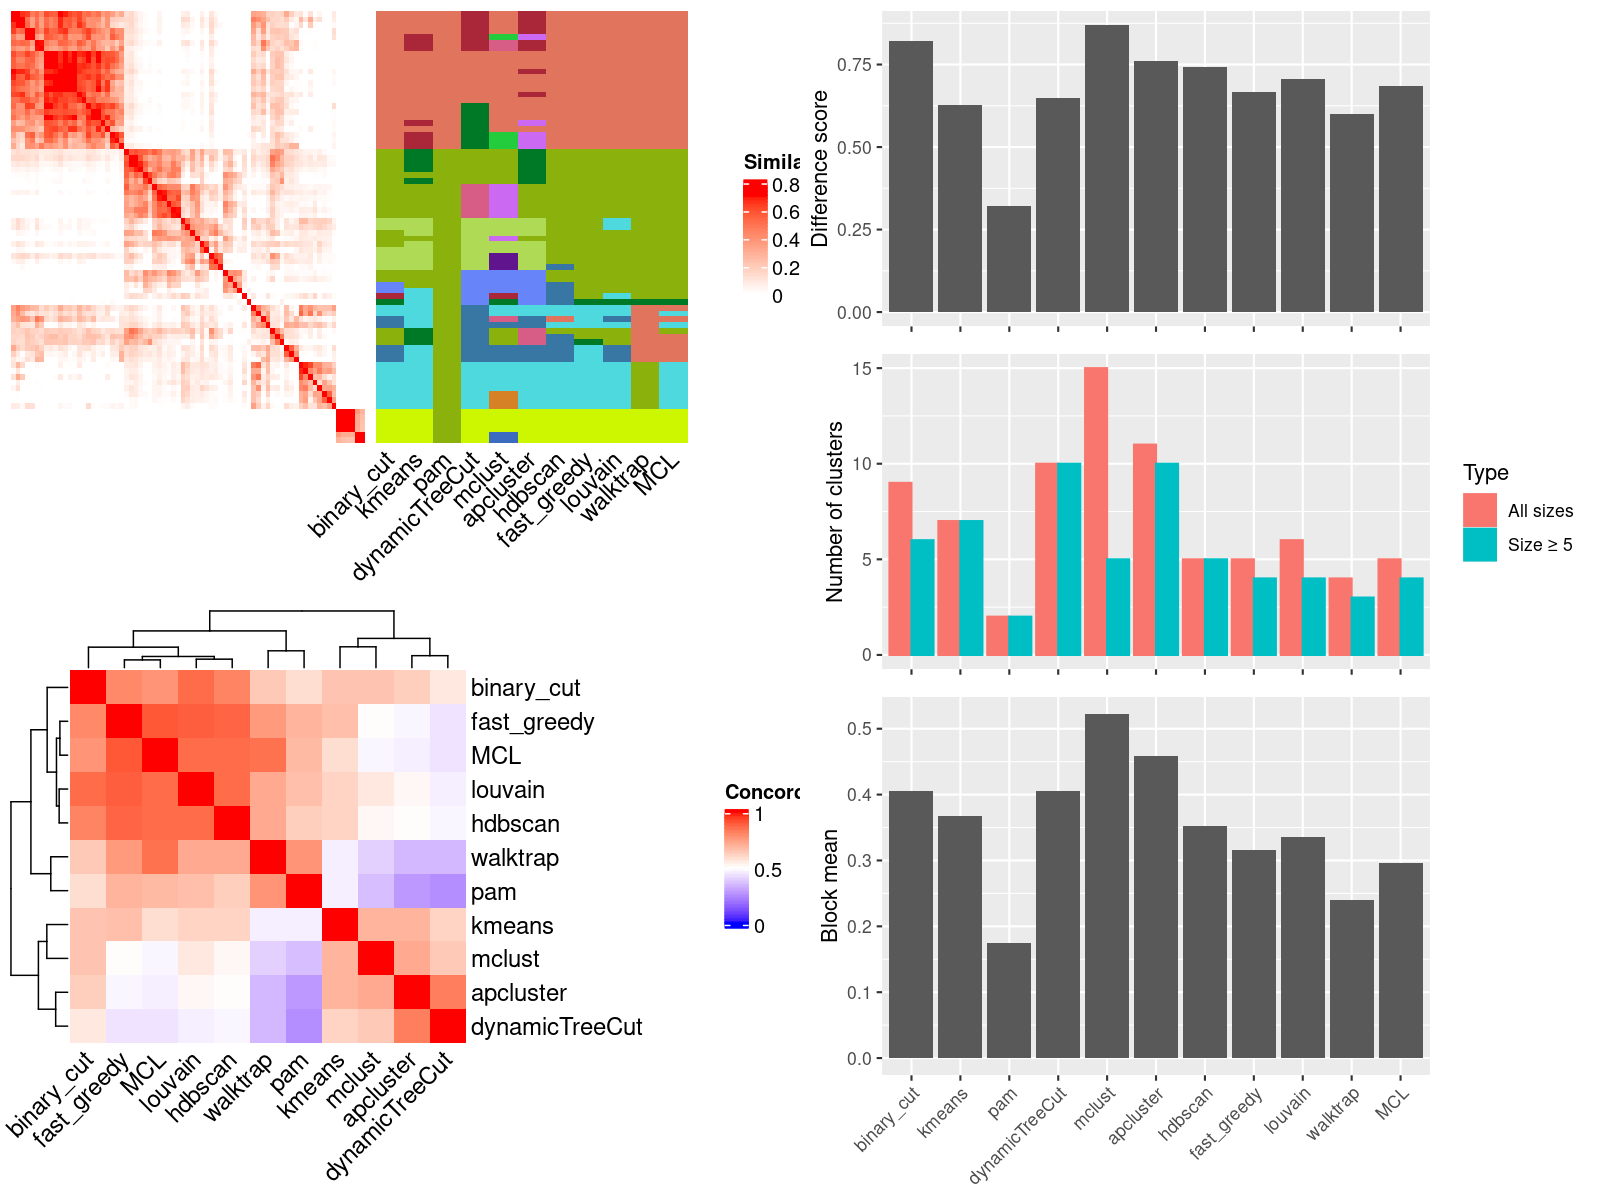 Simila
0.8
0.6
0.4
0.2
0
binary_cut
kmeans
pam
dynamicTreeCut
mclust
apcluster
hdbscan
fast_greedy
louvain
walktrap
MCL
binary_cut
fast_greedy
MCL
louvain
hdbscan
walktrap
pam
kmeans
mclust
apcluster
dynamicTreeCut
binary_cut
fast_greedy
MCL
louvain
hdbscan
walktrap
pam
kmeans
mclust
apcluster
dynamicTreeCut
Concord
1
0.5
0
Difference score
0.75
0.50
0.25
0.00
Number of clusters
15
10
5
0
Type
All sizes
Size ≥ 5
Block mean
0.5
0.4
0.3
0.2
0.1
0.0
binary_cut
kmeans
pam
dynamicTreeCut
mclust
apcluster
hdbscan
fast_greedy
louvain
walktrap
MCL